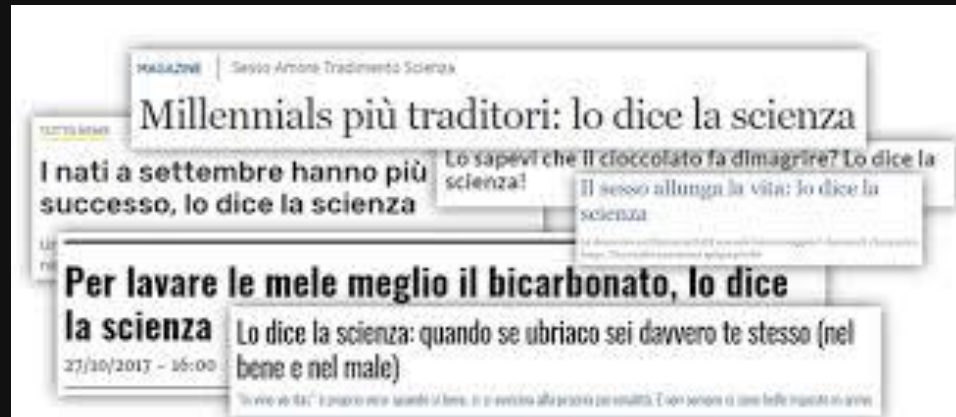 MAGAZINE | Sesso Amore Tradimento Scienza
Millennials più traditori: lo dice la scienza
TUTTO NEWS
I nati a settembre hanno più
successo, lo dice la scienza
Lo sapevi che il cioccolato fa dimagrire? Lo dice la
scienza!
Il sesso allunga la vita: lo dice la
scienza
Per lavare le mele meglio il bicarbonato, lo dice
la scienza
27/10/2017 - 16:00
Lo dice la scienza: quando se ubriaco sei davvero te stesso (nel
bene e nel male)